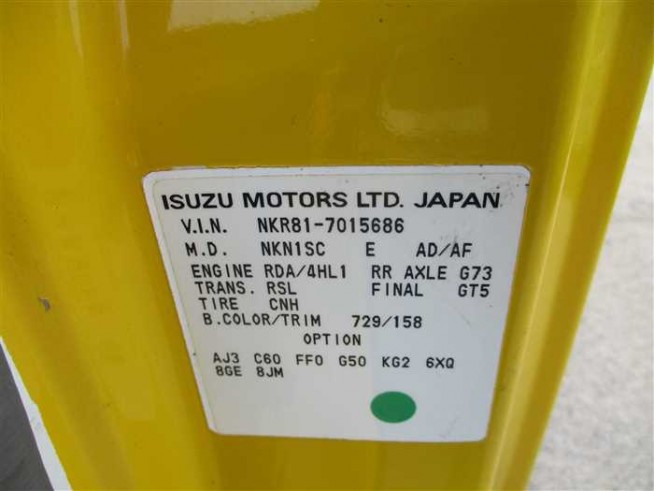 ISUZU MOTORS LTD. JAPAN
V.I.N. NKR81-7015686
M.D. NKN1SC E AD/AF
ENGINE RDA/4HL1 RR AXLE G73
TRANS. RSL FINAL GT5
TIRE CNH
B.COLOR/TRIM 729/158
OPTION
AJ3 C60 FF0 G50 KG2 6XQ
8GE 8JM